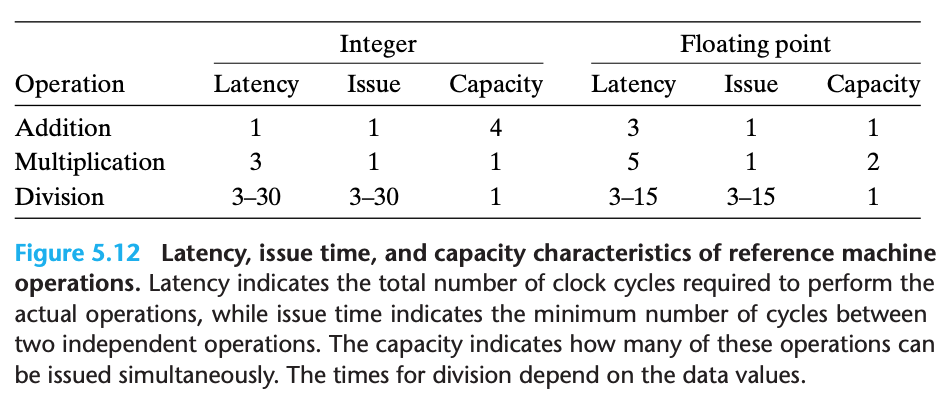 Integer Floating point
Operation Latency Issue Capacity Latency Issue Capacity
Addition 1 1 4 3 1 1
Multiplication 3 1 1 5 1 2
Division 3–30 3–30 1 3–15 3–15 1
Figure 5.12 Latency, issue time, and capacity characteristics of reference machine
operations. Latency indicates the total number of clock cycles required to perform the
actual operations, while issue time indicates the minimum number of cycles between
two independent operations. The capacity indicates how many of these operations can
be issued simultaneously. The times for division depend on the data values.